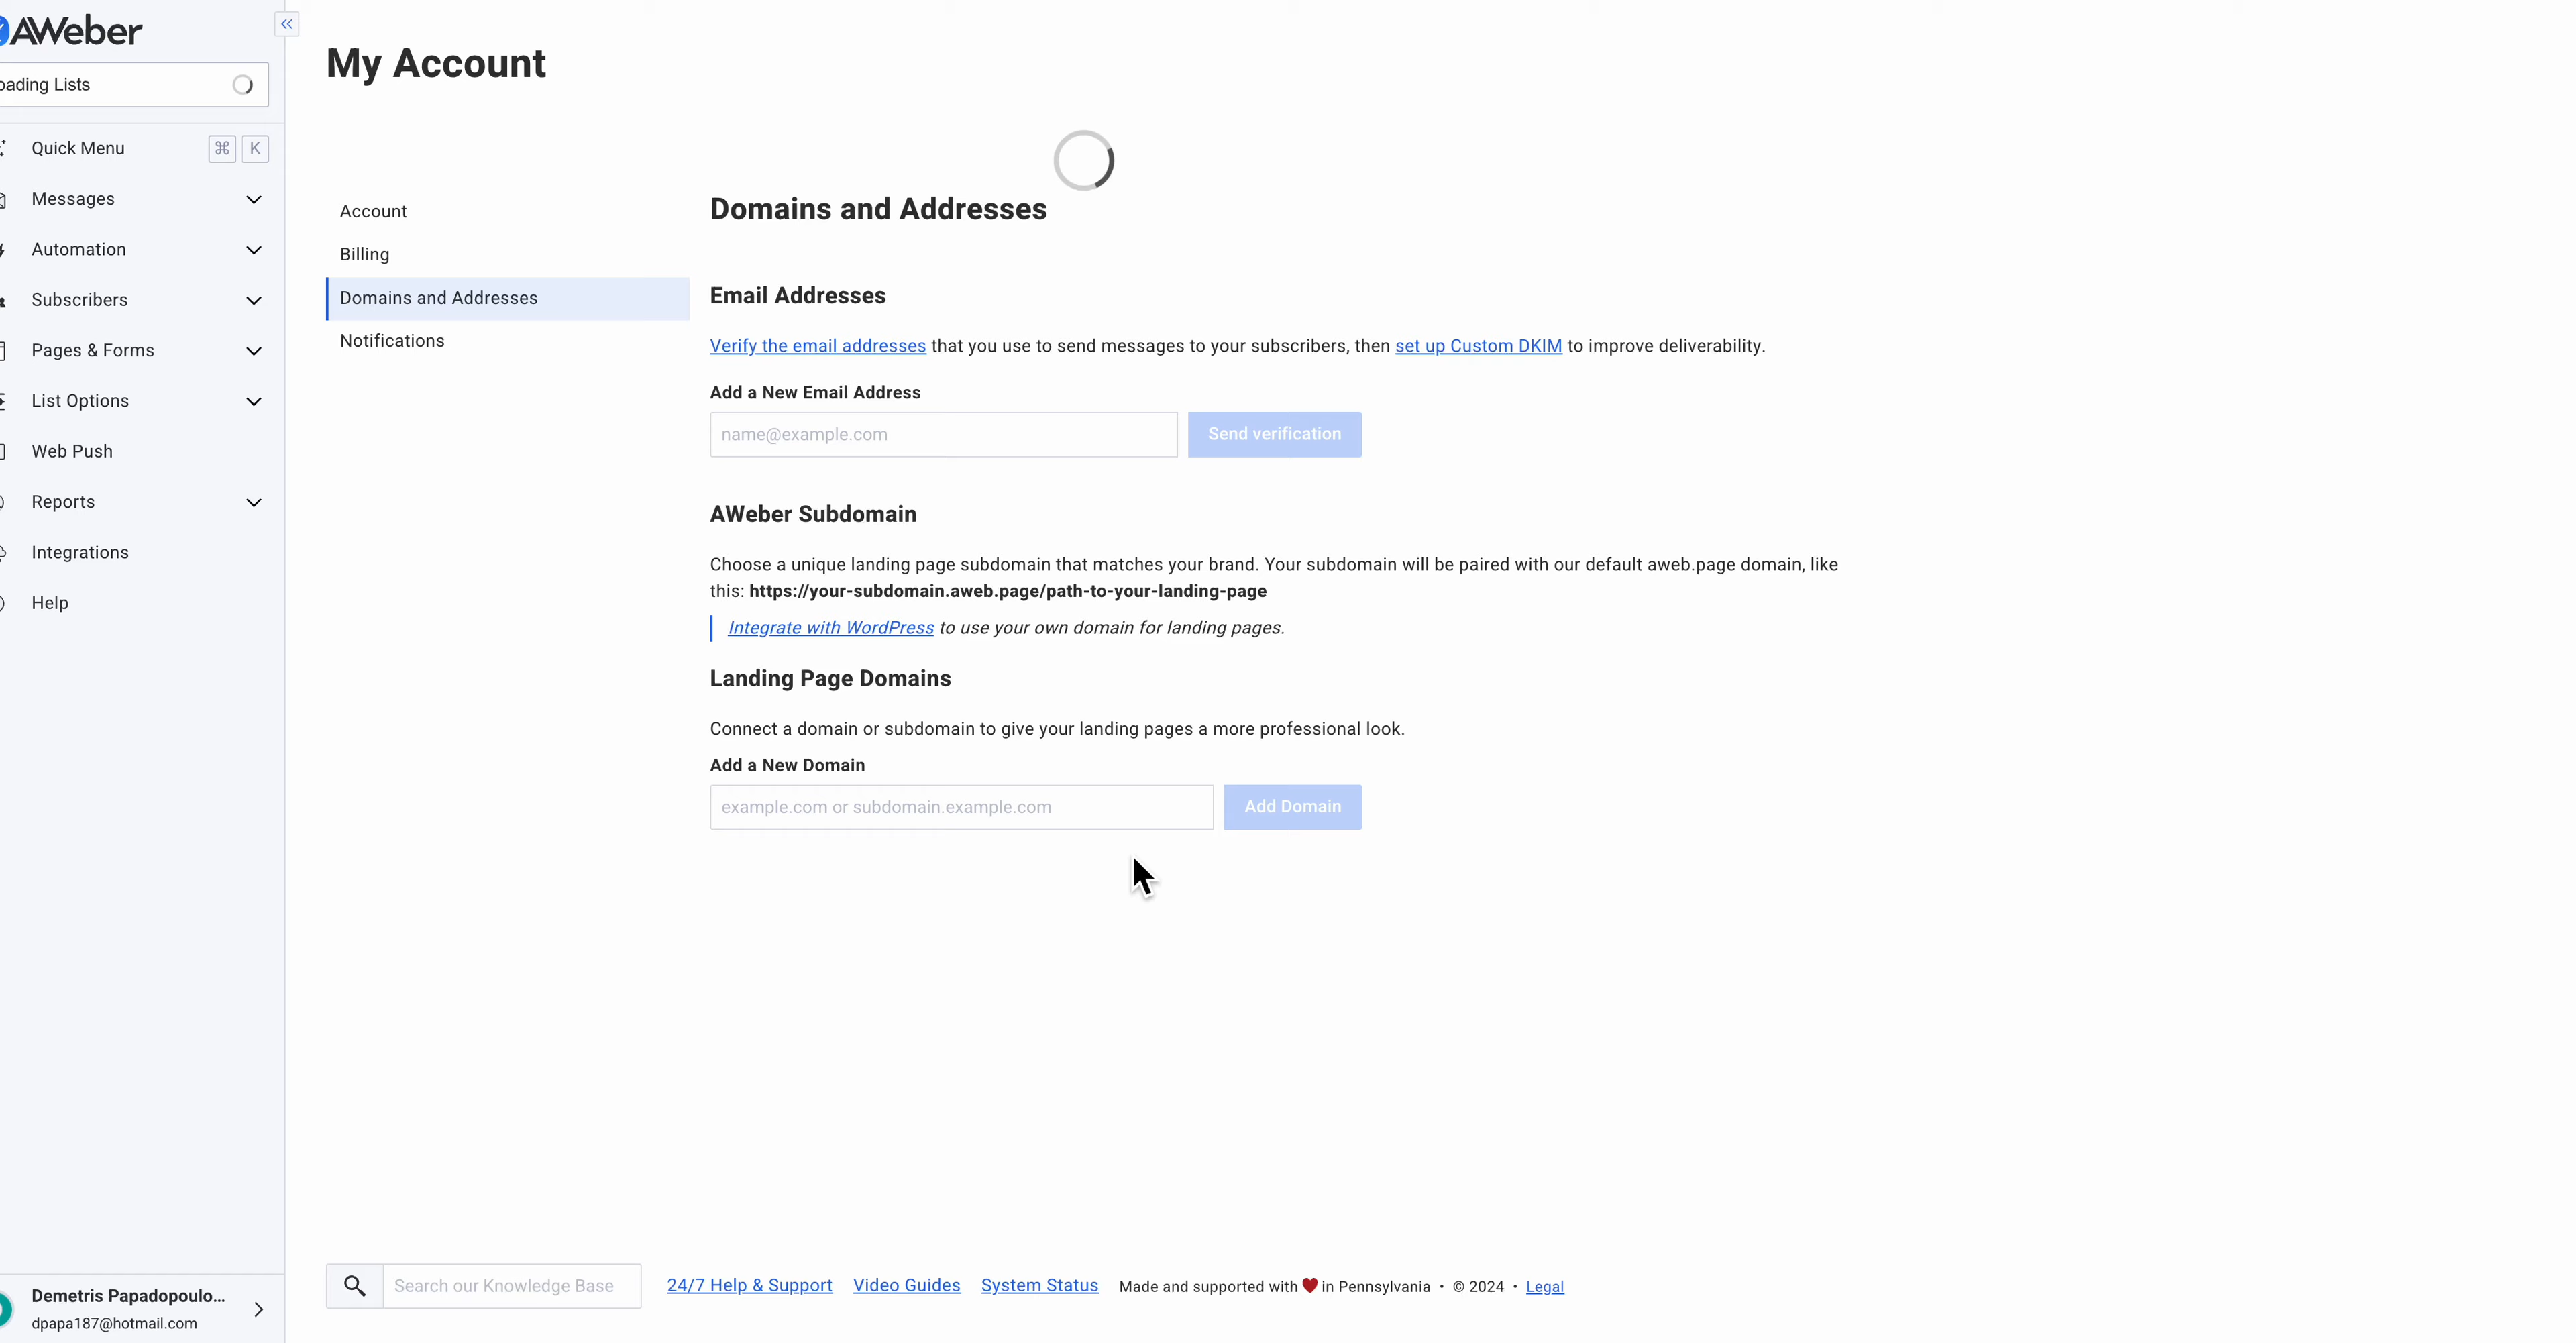 AWeber
oading Lists
Quick Menu ⌘ K
Messages
Automation
Subscribers
Pages & Forms
List Options
Web Push
Reports
Integrations
Help
Demetris Papadopoulo...
dpapa187@hotmail.com
My Account
Account
Billing
Domains and Addresses
Notifications
Domains and Addresses
Email Addresses
Verify the email addresses that you use to send messages to your subscribers, then set up Custom DKIM to improve deliverability.
Add a New Email Address
name@example.com Send verification
AWeber Subdomain
Choose a unique landing page subdomain that matches your brand. Your subdomain will be paired with our default aweb.page domain, like
this: https://your-subdomain.aweb.page/path-to-your-landing-page
Integrate with WordPress to use your own domain for landing pages.
Landing Page Domains
Connect a domain or subdomain to give your landing pages a more professional look.
Add a New Domain
example.com or subdomain.example.com Add Domain
Search our Knowledge Base 24/7 Help & Support Video Guides System Status Made and supported with ❤ in Pennsylvania • © 2024 • Legal